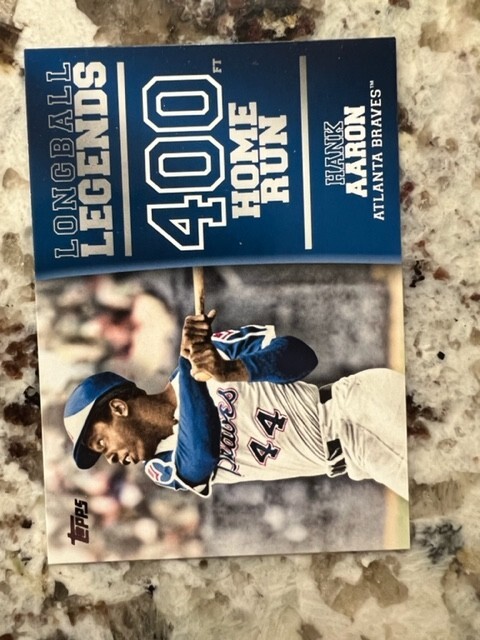 LONGBALL
LEGENDS
400 FT
HOME
RUN
HANK
AARON
ATLANTA BRAVES™
Braves
44
Topps